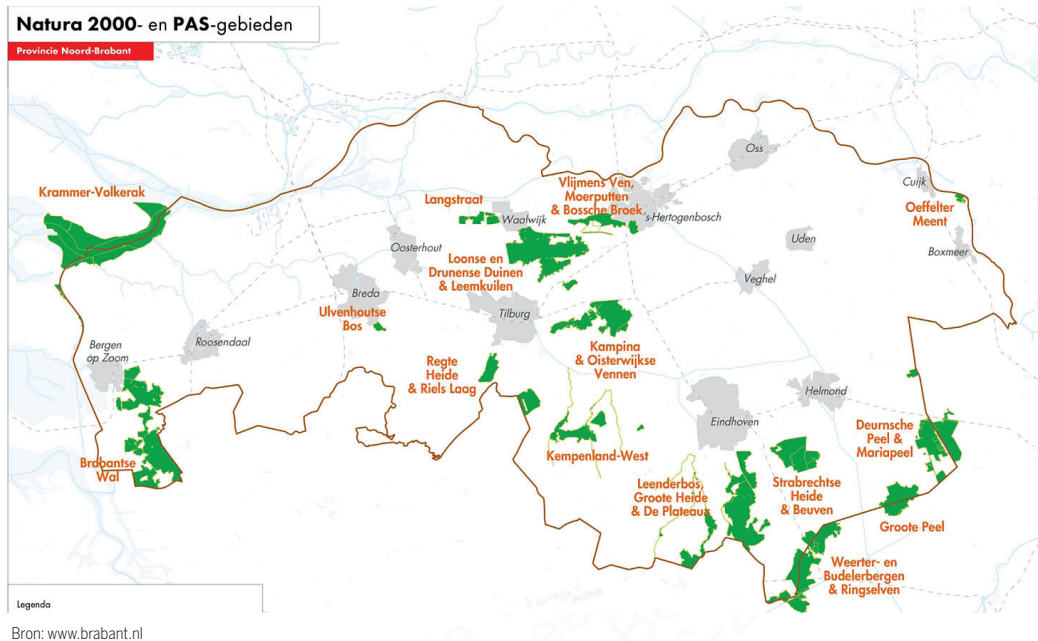 Natura 2000- en PAS-gebieden
Provincie Noord-Brabant
Krammer-Volkerak
Langstraat
Waalwijk
Vlijmens Ven,
Moerputten
& Bossche Broek
's-Hertogenbosch
Oss
Cuijk
Oeffelter
Meent
Boxmeer
Oosterhout
Loonse en
Drunense Duinen
& Leemkuilen
Uden
Veghel
Breda
Ulvenhoutse
Bos
Tilburg
Roosendaal
Bergen
op Zoom
Kampina
& Oisterwijkse
Vennen
Regte
Heide
& Riels Laag
Helmond
Eindhoven
Brabantse
Wal
Kempenland-West
Deurnsche
Peel &
Mariapeel
Leenderbos,
Groote Heide
& De Plateaux
Strabrechtse
Heide
& Beuven
Groote Peel
Weerter- en
Budelerbergen
& Ringselven
Legenda
Bron: www.brabant.nl